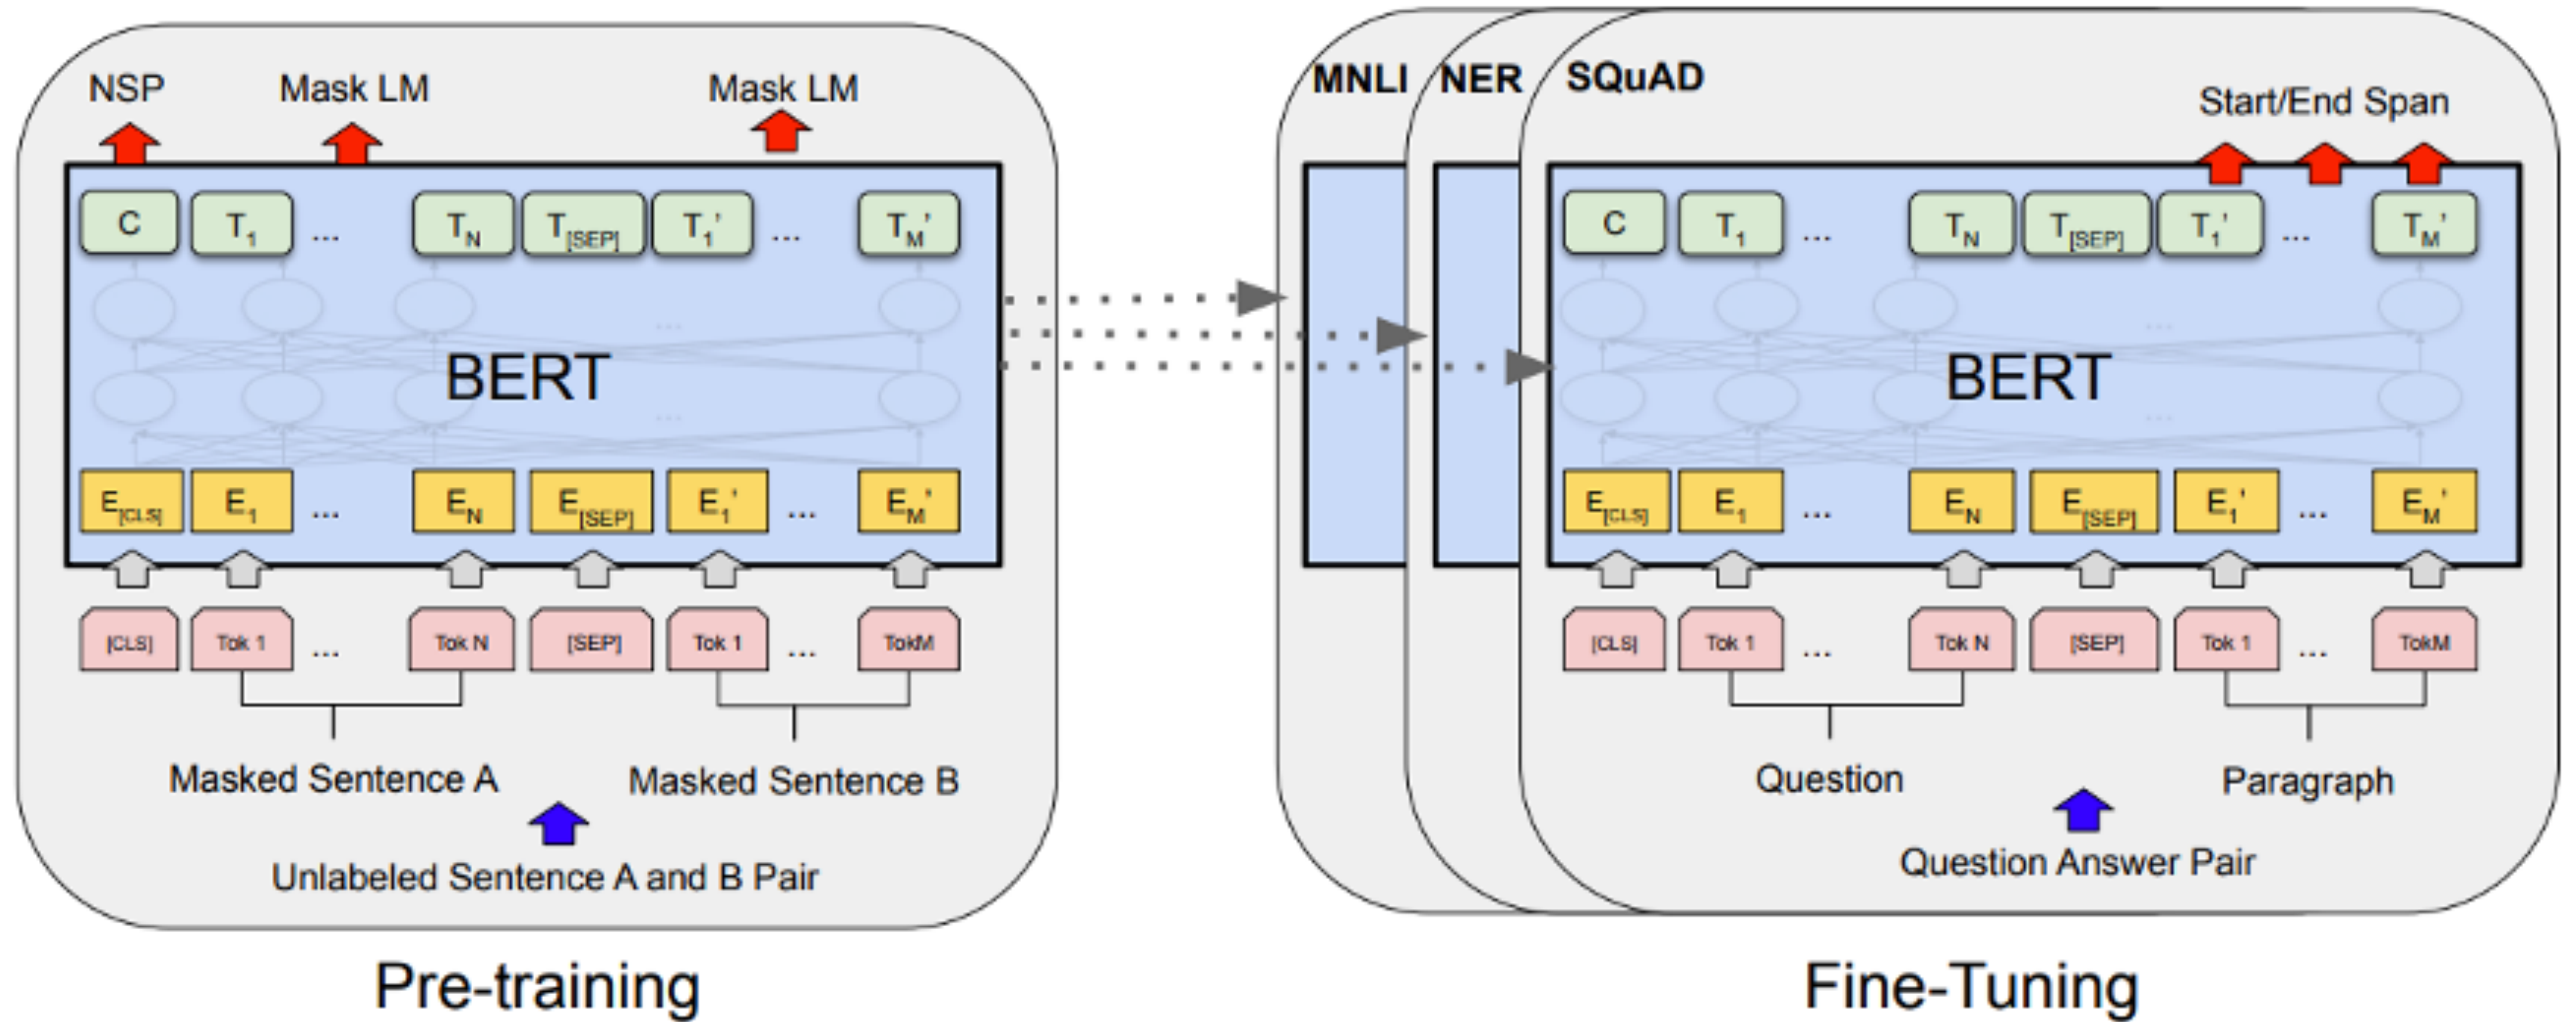 NSP Mask LM Mask LM
C T1 ... TN T[SEP] T1' ... TM'
...
BERT
...
E[CLS] E1 ... EN E[SEP] E1' ... EM'
[CLS] Tok 1 ... Tok N [SEP] Tok 1 ... TokM
Masked Sentence A Masked Sentence B
Unlabeled Sentence A and B Pair
Pre-training
MNLI NER SQuAD
Start/End Span
C T1 ... TN T[SEP] T1' ... TM'
...
BERT
...
E[CLS] E1 ... EN E[SEP] E1' ... EM'
[CLS] Tok 1 ... Tok N [SEP] Tok 1 ... TokM
Question Paragraph
Question Answer Pair
Fine-Tuning